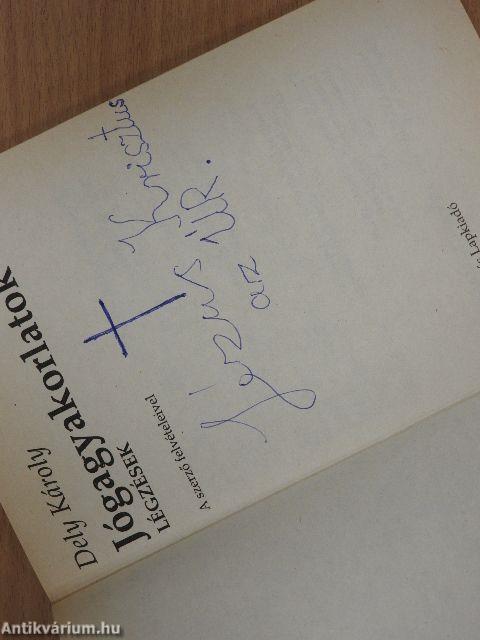 Dely Károly
Jógagyakorlatok
LÉGZÉSEK
A szerző felvételeivel
Jézus Krisztus
az ÚR.
Lapkiadó
Antikvárium.hu